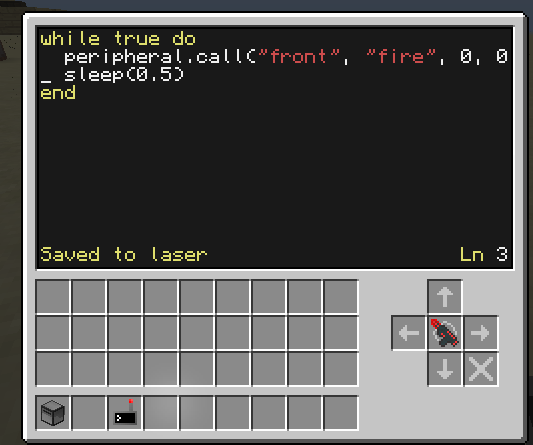 while true do
  peripheral.call("front", "fire", 0, 0
_ sleep(0.5)
end
Saved to laser Ln 3